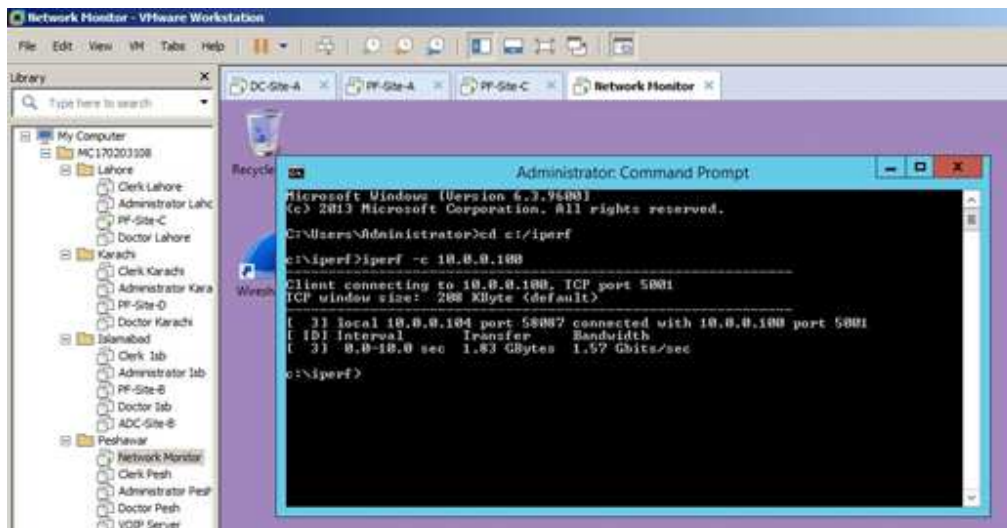 Network Monitor - VMware Workstation
File Edit View VM Tabs Help
Library
Type here to search
My Computer
MC170203108
Lahore
Clerk Lahore
Administrator Laho
PF-Site-C
Doctor Lahore
Karachi
Clerk Karachi
Administrator Kara
PF-Site-D
Doctor Karachi
Islamabad
Clerk Isb
Administrator Isb
PF-Site-B
Doctor Isb
ADC-Site-B
Peshawar
Network Monitor
Clerk Pesh
Administrator Pesh
Doctor Pesh
VOIP Server
DC-Site-A PF-Site-A PF-Site-C Network Monitor
Recycle
Wiresh
Administrator: Command Prompt
Microsoft Windows [Version 6.3.9600]
(c) 2013 Microsoft Corporation. All rights reserved.
C:\Users\Administrator>cd c:/iperf
c:\iperf>iperf -c 10.0.0.100
------------------------------------------------------------
Client connecting to 10.0.0.100, TCP port 5001
TCP window size: 208 KByte (default)
------------------------------------------------------------
[ 3] local 10.0.0.104 port 58087 connected with 10.0.0.100 port 5001
[ ID] Interval Transfer Bandwidth
[ 3] 0.0-10.0 sec 1.83 GBytes 1.57 Gbits/sec
c:\iperf>